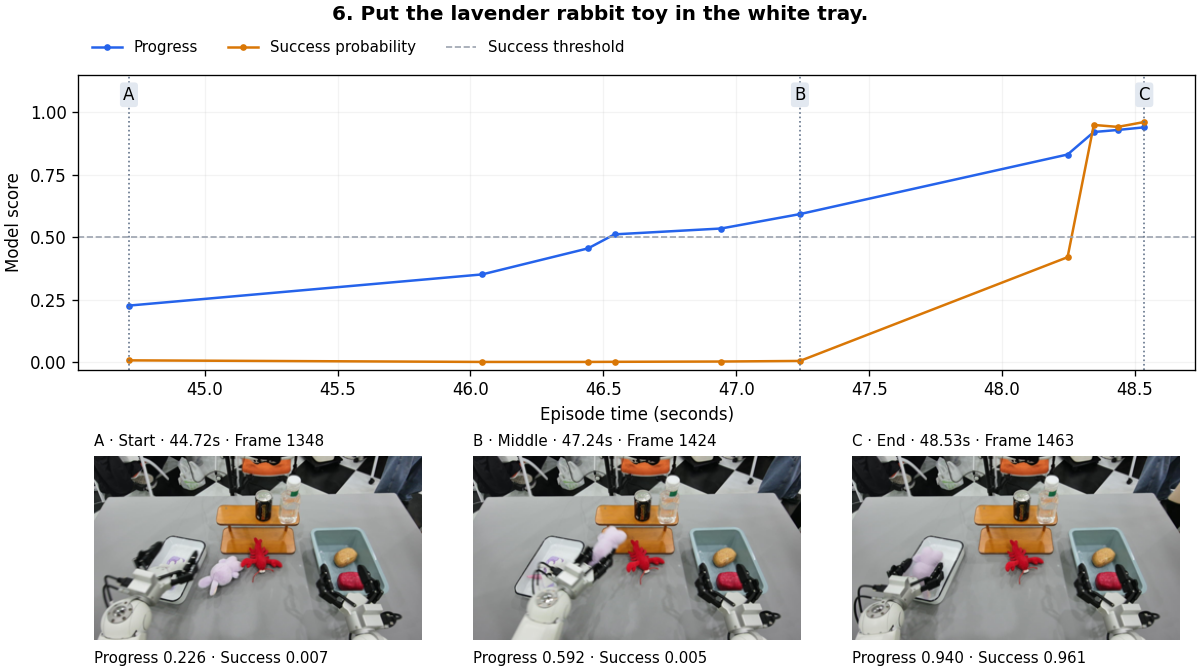 6. Put the lavender rabbit toy in the white tray.
Progress
Success probability
Success threshold
A
B
C
1.00
0.75
0.50
0.25
0.00
Model score
45.0
45.5
46.0
46.5
47.0
47.5
48.0
48.5
Episode time (seconds)
A · Start · 44.72s · Frame 1348
B · Middle · 47.24s · Frame 1424
C · End · 48.53s · Frame 1463
Progress 0.226 · Success 0.007
Progress 0.592 · Success 0.005
Progress 0.940 · Success 0.961